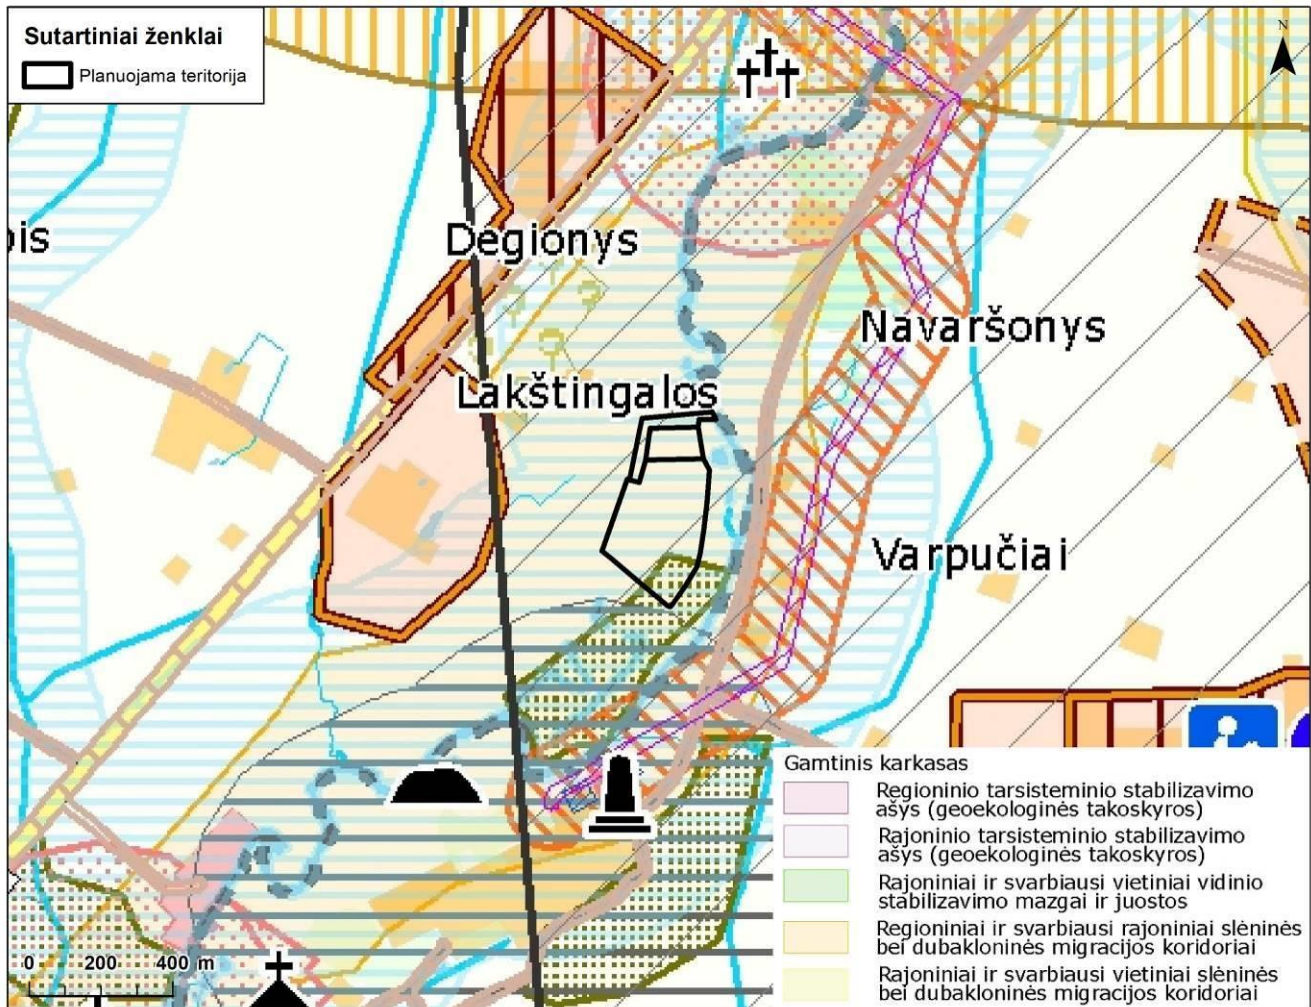 Sutartiniai ženklai
Planuojama teritorija
N
Degionys
Navaršonys
Lakštingalos
Varpučiai
0 200 400 m
Gamtinis karkasas
Regioninio tarsisteminio stabilizavimo
ašys (geoekologinės takoskyros)
Rajoninio tarsisteminio stabilizavimo
ašys (geoekologinės takoskyros)
Rajoniniai ir svarbiausi vietiniai vidinio
stabilizavimo mazgai ir juostos
Regioniniai ir svarbiausi rajoniniai slėninės
bei dubakloninės migracijos koridoriai
Rajoniniai ir svarbiausi vietiniai slėninės
bei dubakloninės migracijos koridoriai